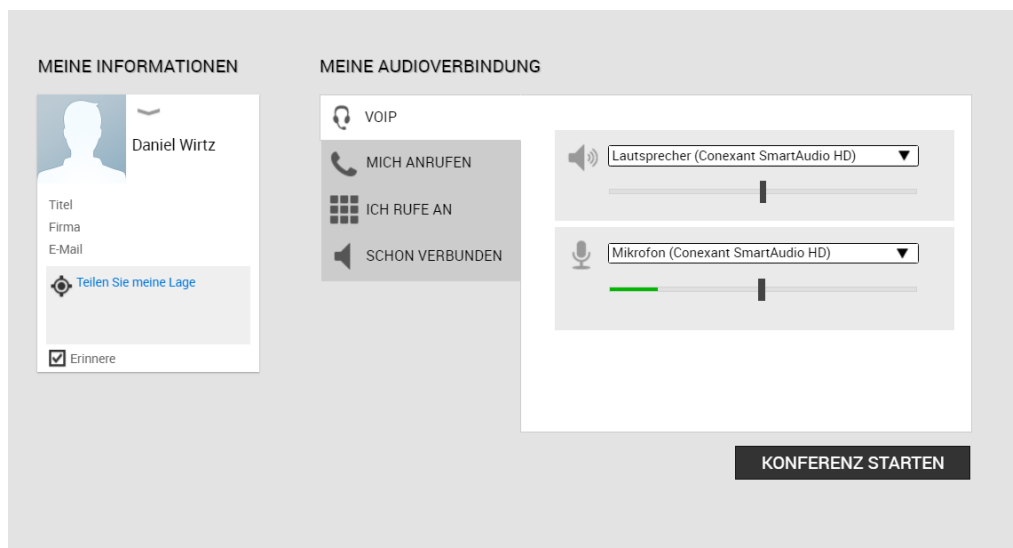 MEINE INFORMATIONEN
Daniel Wirtz
Titel
Firma
E-Mail
Teilen Sie meine Lage
Erinnere
MEINE AUDIOVERBINDUNG
VOIP
MICH ANRUFEN
ICH RUFE AN
SCHON VERBUNDEN
Lautsprecher (Conexant SmartAudio HD)
Mikrofon (Conexant SmartAudio HD)
KONFERENZ STARTEN